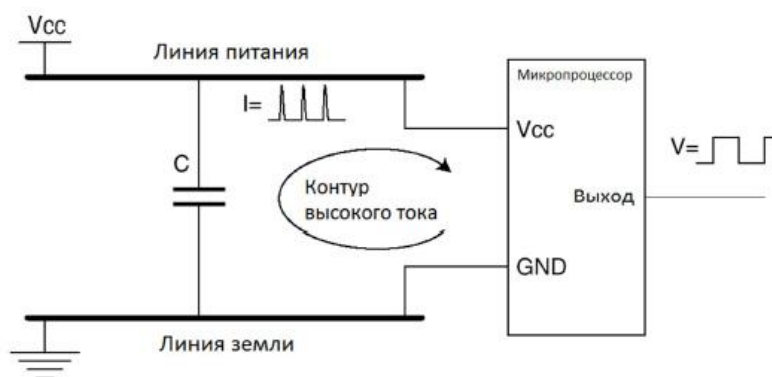 Vcc
Линия питания
Микропроцессор
I=
Vcc
V=
C
Контур
высокого тока
Выход
GND
Линия земли